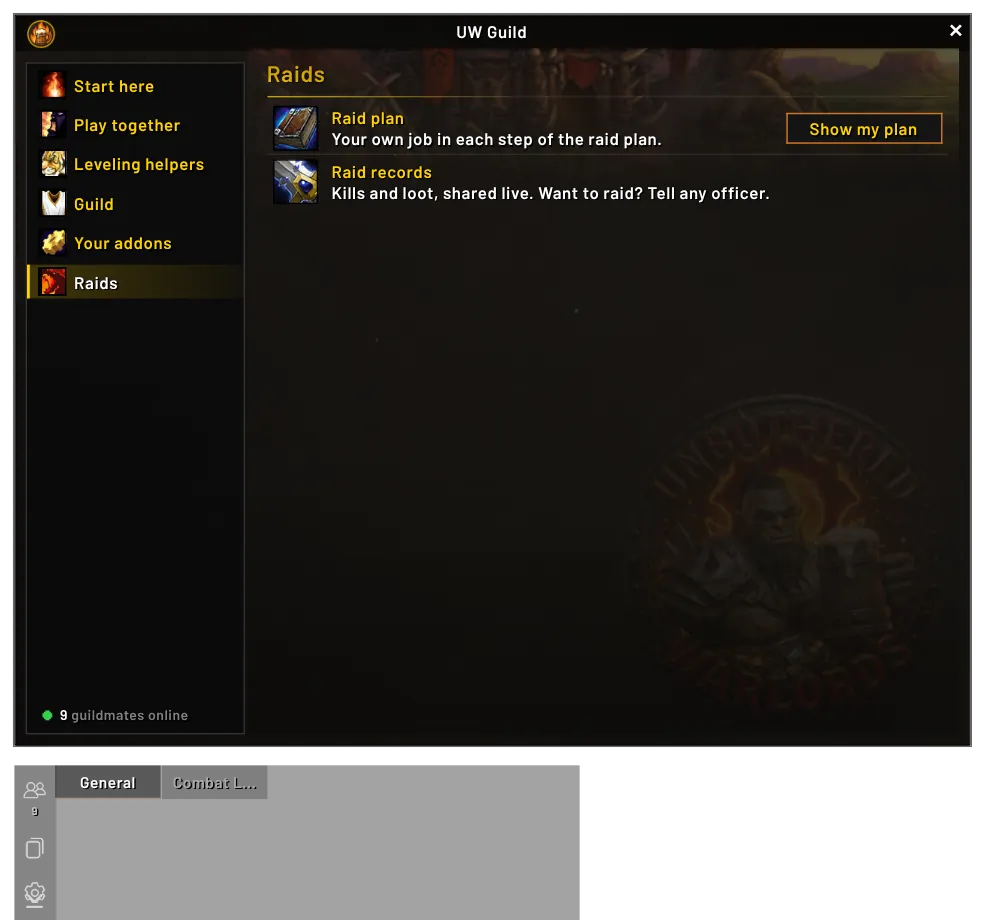 UW Guild
Start here
Play together
Leveling helpers
Guild
Your addons
Raids
9 guildmates online
Raids
Raid plan
Your own job in each step of the raid plan.
Show my plan
Raid records
Kills and loot, shared live. Want to raid? Tell any officer.
General
Combat L...
9